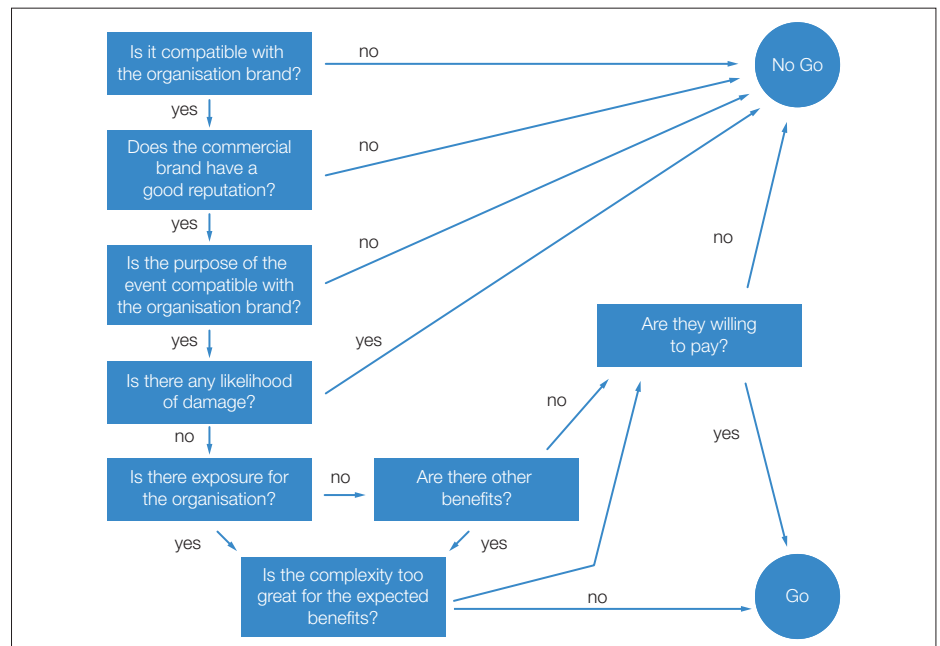 Is it compatible with
the organisation brand?
no
No Go
yes
Does the commercial
brand have a
good reputation?
no
yes
Is the purpose of the
event compatible with
the organisation brand?
no
no
Are they willing
to pay?
yes
yes
Is there any likelihood
of damage?
no
yes
no
Is there exposure for
the organisation?
no
Are there other
benefits?
yes
yes
Is the complexity too
great for the expected
benefits?
no
Go